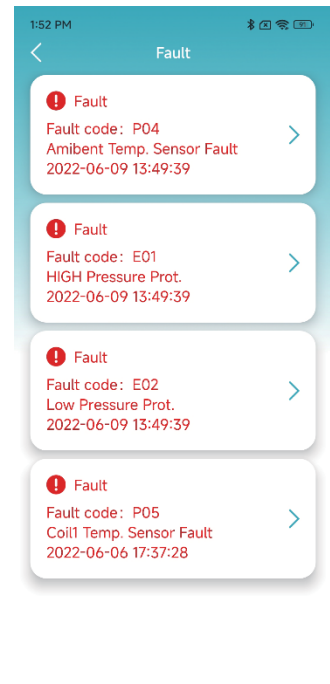 1:52 PM
Fault
Fault
Fault code: P04
Amibent Temp. Sensor Fault
2022-06-09 13:49:39
Fault
Fault code: E01
HIGH Pressure Prot.
2022-06-09 13:49:39
Fault
Fault code: E02
Low Pressure Prot.
2022-06-09 13:49:39
Fault
Fault code: P05
Coil1 Temp. Sensor Fault
2022-06-06 17:37:28